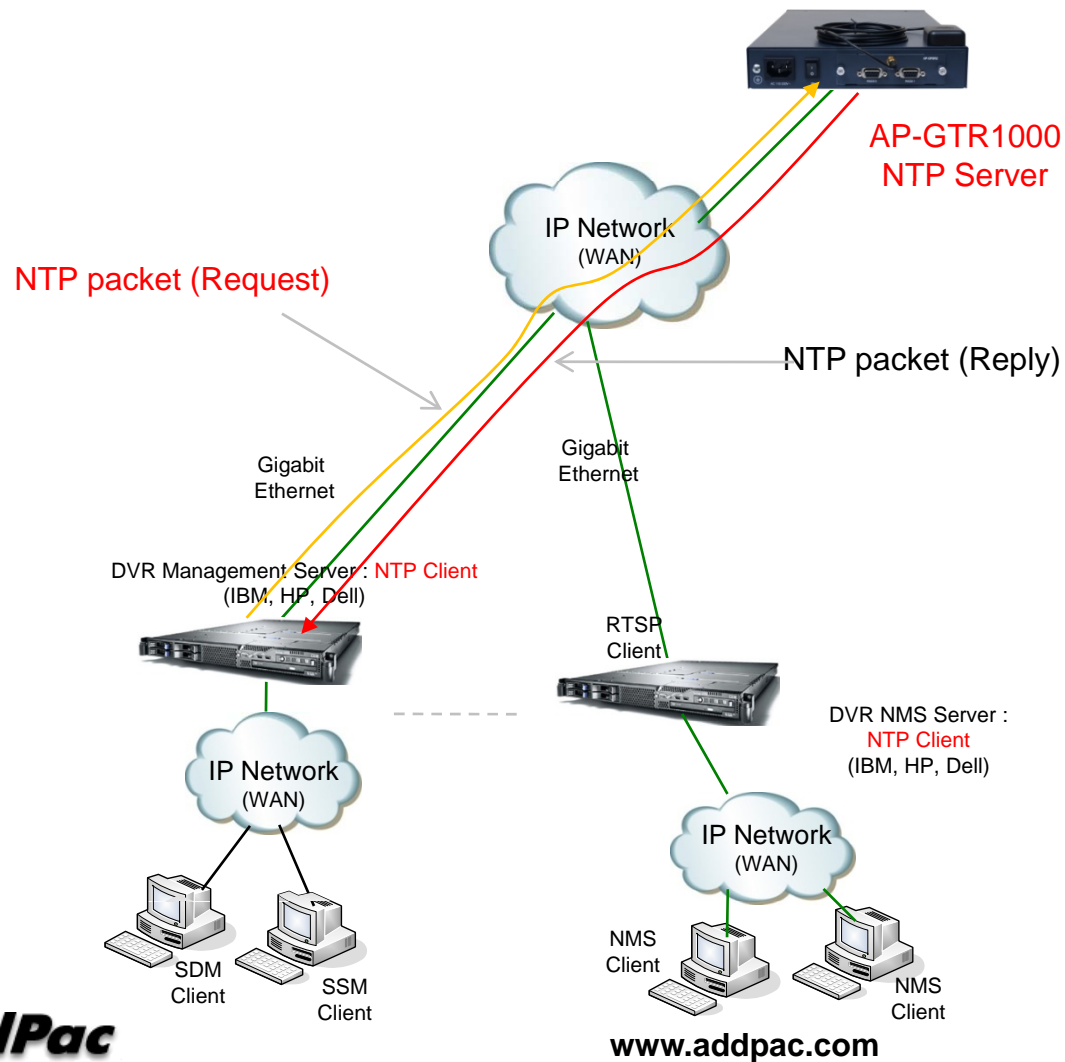 AP-GTR1000
NTP Server
IP Network
(WAN)
NTP packet (Request)
NTP packet (Reply)
Gigabit
Ethernet
Gigabit
Ethernet
DVR Management Server : NTP Client
(IBM, HP, Dell)
RTSP
Client
DVR NMS Server :
NTP Client
(IBM, HP, Dell)
IP Network
(WAN)
IP Network
(WAN)
SDM
Client
SSM
Client
NMS
Client
NMS
Client
dPac
www.addpac.com